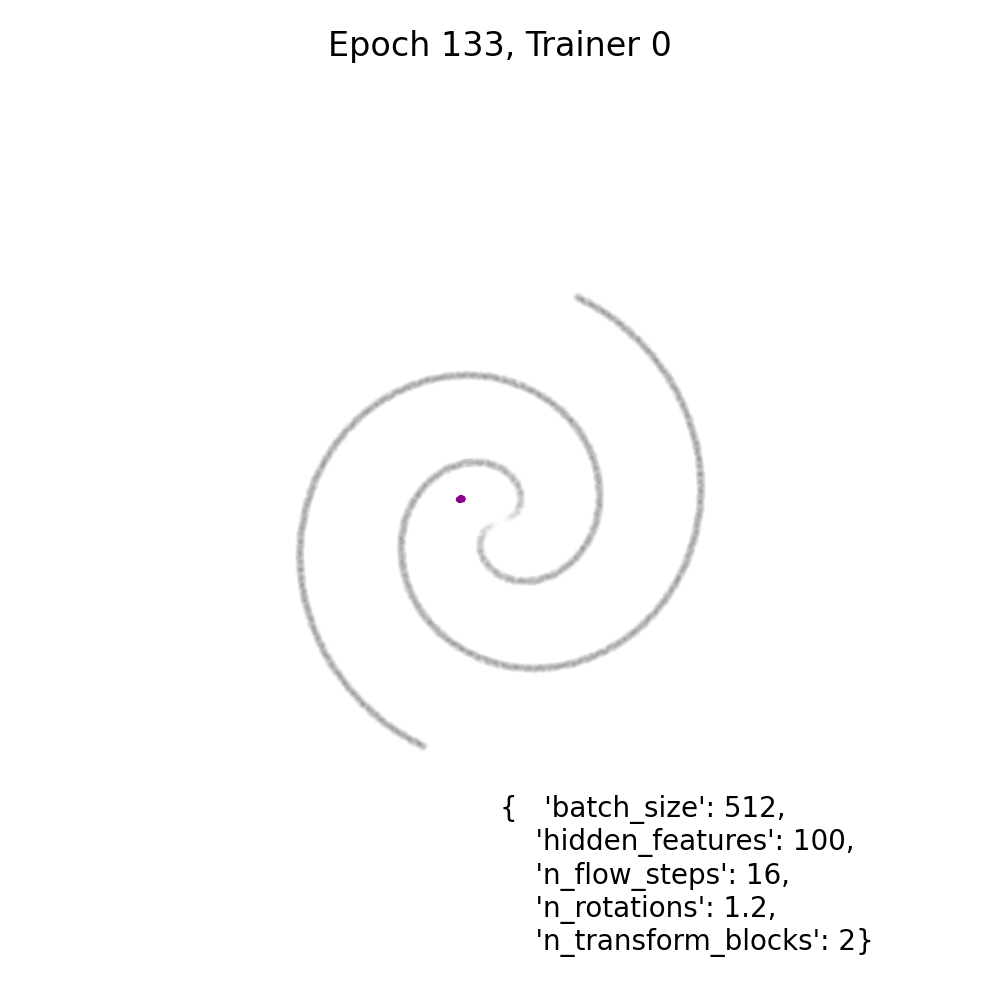 Epoch 133, Trainer 0
{   'batch_size': 512,
'hidden_features': 100,
'n_flow_steps': 16,
'n_rotations': 1.2,
'n_transform_blocks': 2}